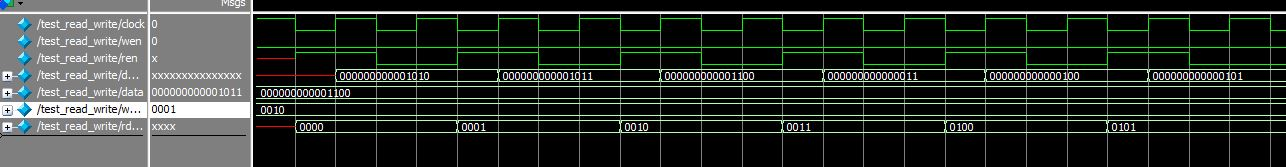 Msgs
/test_read_write/clock 0
/test_read_write/wen 0
/test_read_write/ren x
/test_read_write/d... xxxxxxxxxxxxxxxx 0000000000001010 0000000000001011 0000000000001100 0000000000000011 0000000000000100 0000000000000101
/test_read_write/data 0000000000001011 0000000000001100
/test_read_write/w... 0001 0010
/test_read_write/rd... xxxx 0000 0001 0010 0011 0100 0101